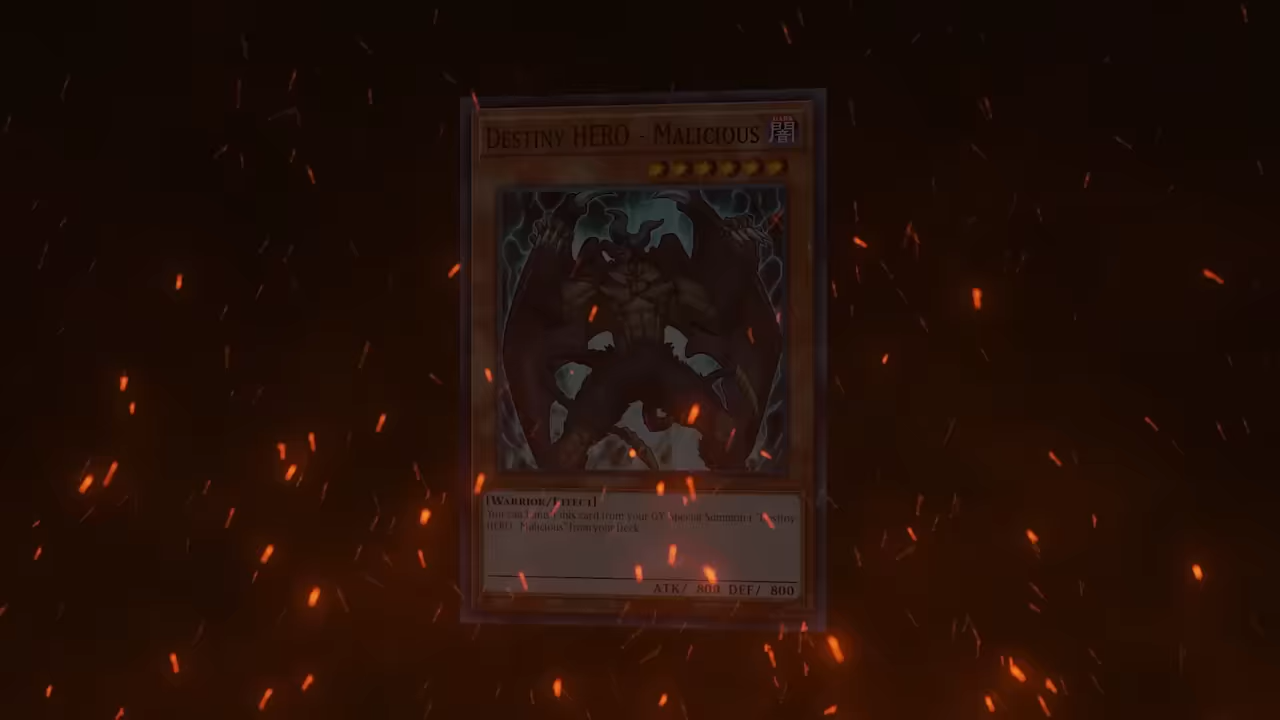 DESTINY HERO - MALICIOUS
DARK
闇
[WARRIOR/EFFECT]
You can banish this card from your GY; Special Summon 1 "Destiny
HERO - Malicious" from your Deck.
ATK/ 800 DEF/ 800